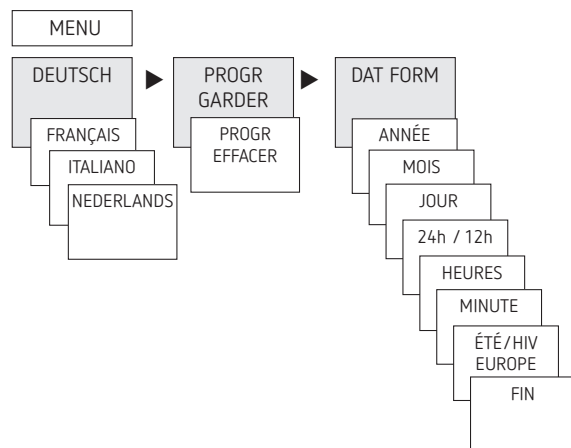 MENU
DEUTSCH
FRANÇAIS
ITALIANO
NEDERLANDS
PROGR
GARDER
PROGR
EFFACER
DAT FORM
ANNÉE
MOIS
JOUR
24h / 12h
HEURES
MINUTE
ÉTÉ/HIV
EUROPE
FIN